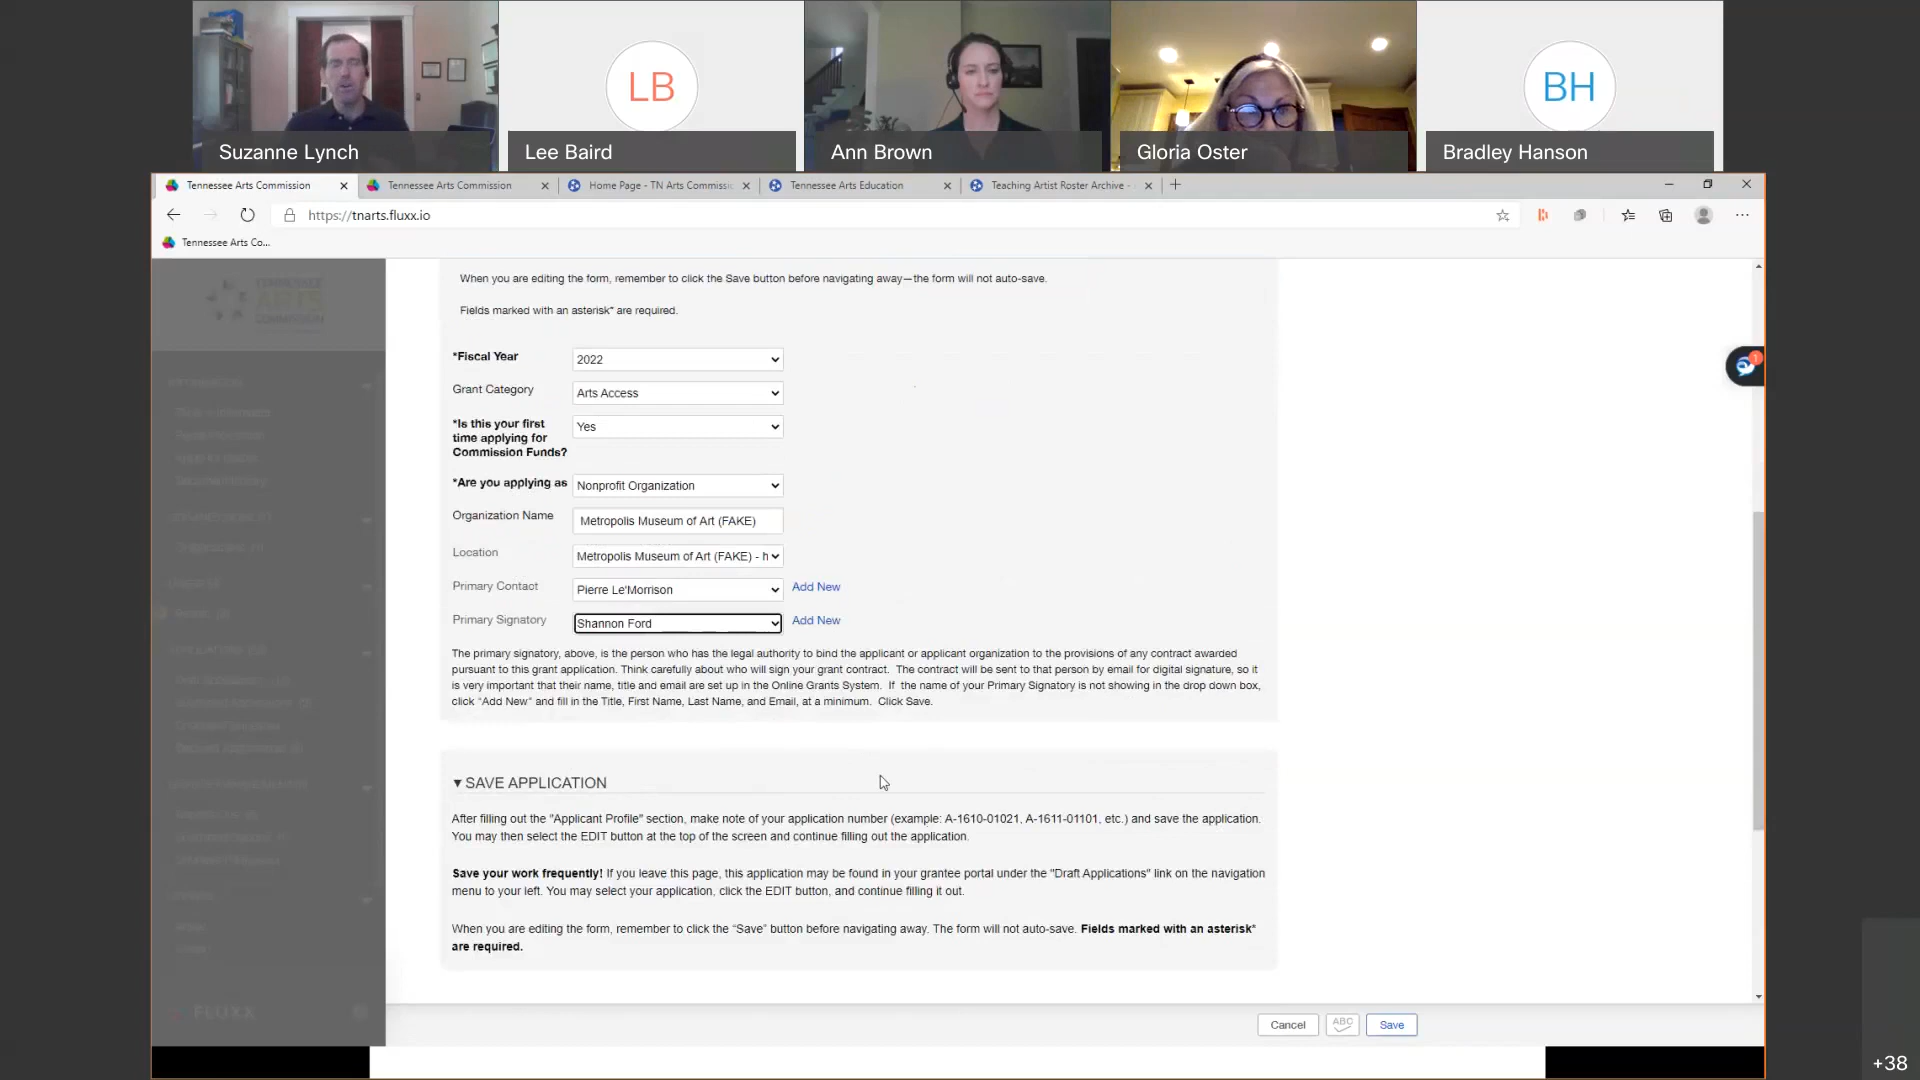 LB
BH
Suzanne Lynch
Lee Baird
Ann Brown
Gloria Oster
Bradley Hanson
Tennessee Arts Commission
Tennessee Arts Commission
Home Page - TN Arts Commissi
Tennessee Arts Education
Teaching Artist Roster Archive -
https://tnarts.fluxx.io
Tennessee Arts Co...
TENNESSEE
ARTS
COMMISSION
When you are editing the form, remember to click the Save button before navigating away—the form will not auto-save.
Fields marked with an asterisk* are required.
*Fiscal Year
2022
Grant Category
Arts Access
*Is this your first
time applying for
Commission Funds?
Yes
*Are you applying as
Nonprofit Organization
Organization Name
Metropolis Museum of Art (FAKE)
Location
Metropolis Museum of Art (FAKE) - h
Primary Contact
Pierre Le'Morrison
Add New
Primary Signatory
Shannon Ford
Add New
The primary signatory, above, is the person who has the legal authority to bind the applicant or applicant organization to the provisions of any contract awarded
pursuant to this grant application. Think carefully about who will sign your grant contract. The contract will be sent to that person by email for digital signature, so it
is very important that their name, title and email are set up in the Online Grants System. If the name of your Primary Signatory is not showing in the drop down box,
click “Add New” and fill in the Title, First Name, Last Name, and Email, at a minimum. Click Save.
▼SAVE APPLICATION
After filling out the "Applicant Profile" section, make note of your application number (example: A-1610-01021, A-1611-01101, etc.) and save the application.
You may then select the EDIT button at the top of the screen and continue filling out the application.
Save your work frequently! If you leave this page, this application may be found in your grantee portal under the "Draft Applications" link on the navigation
menu to your left. You may select your application, click the EDIT button, and continue filling it out.
When you are editing the form, remember to click the “Save” button before navigating away. The form will not auto-save. Fields marked with an asterisk*
are required.
FLUXX
Cancel
ABC
Save
1
+38